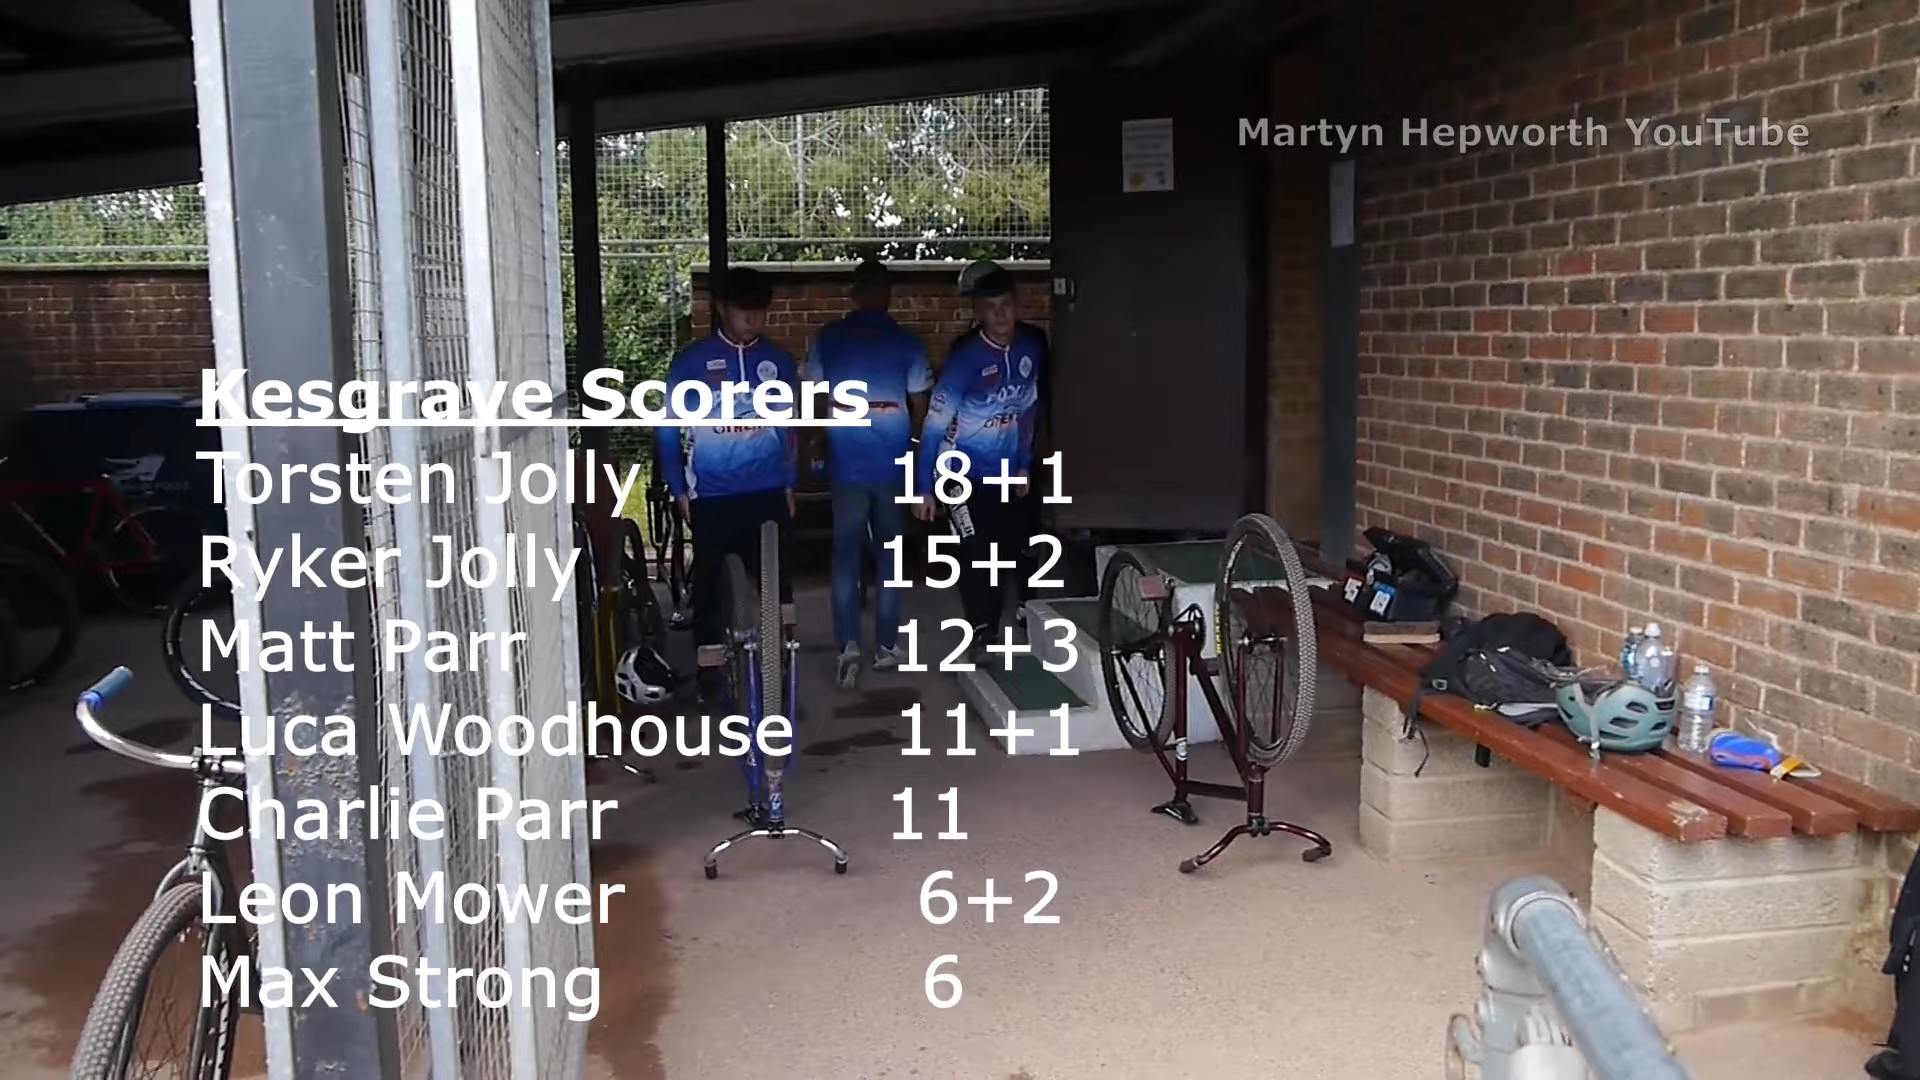 Martyn Hepworth YouTube
Kesgrave Scorers
Torsten Jolly 18+1
Ryker Jolly 15+2
Matt Parr 12+3
Luca Woodhouse 11+1
Charlie Parr 11
Leon Mower 6+2
Max Strong 6